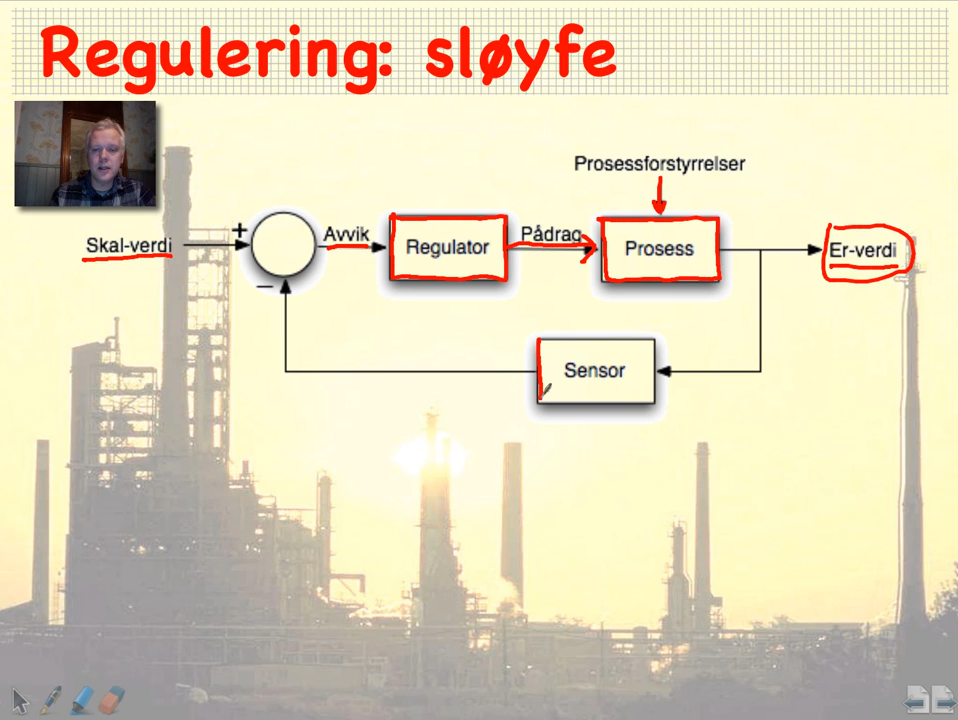 Regulering: sløyfe
Prosessforstyrrelser
Skal-verdi
+
−
Avvik
Regulator
Pådrag
Prosess
Er-verdi
Sensor